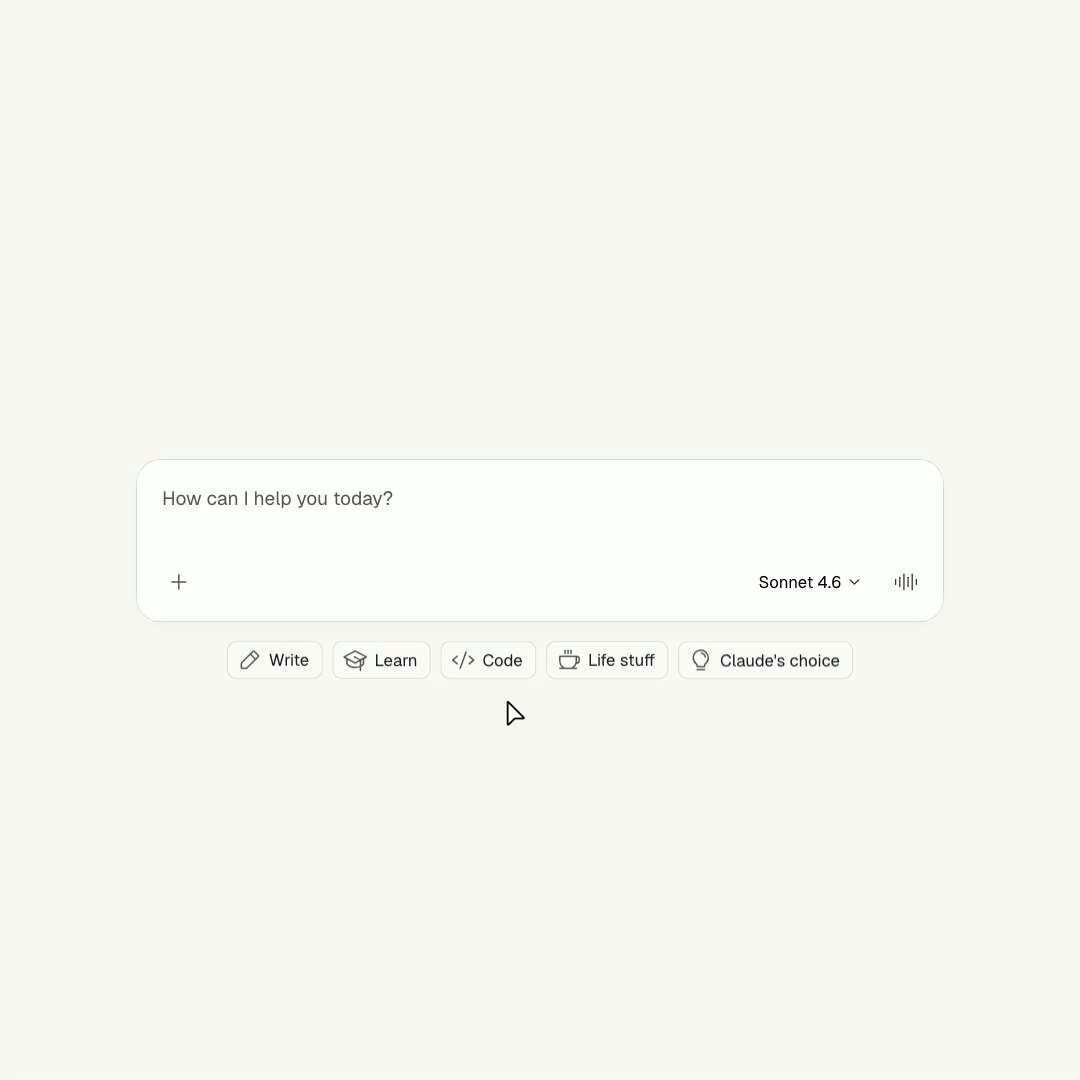 How can I help you today?
Sonnet 4.6
Write
Learn
Code
Life stuff
Claude's choice